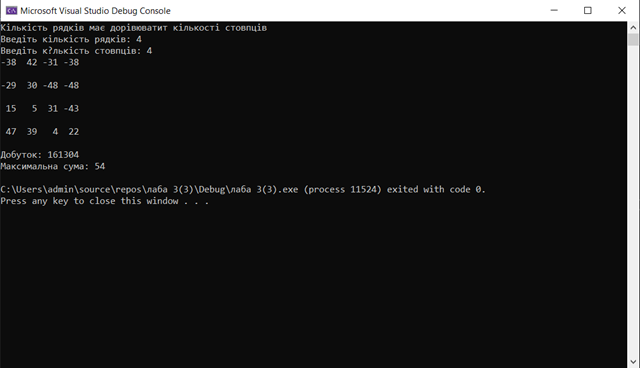 Microsoft Visual Studio Debug Console
Кількість рядків має дорівюватит кількості стовпців
Введіть кількість рядків: 4
Введіть к?лькість стовпців: 4
-38 42 -31 -38
-29 30 -48 -48
15 5 31 -43
47 39 4 22
Добуток: 161304
Максимальна сума: 54
C:\Users\admin\source\repos\лаба 3(3)\Debug\лаба 3(3).exe (process 11524) exited with code 0.
Press any key to close this window . . .